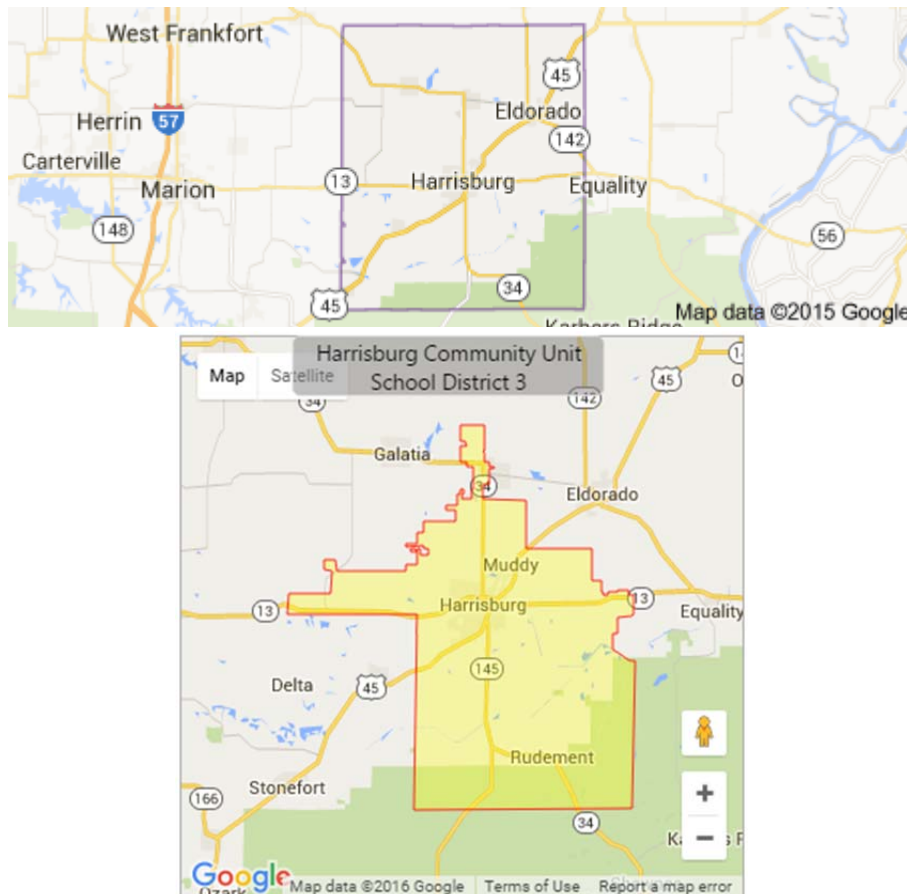 West Frankfort
45
Herrin
57
Eldorado
142
Carterville
13
Harrisburg
Equality
Marion
148
56
34
45
Map data ©2015 Google
Harrisburg Community Unit
School District 3
Map
Satellite
45
34
142
Galatia
34
Eldorado
Muddy
13
Harrisburg
13
Equality
145
Delta
45
Rudement
Stonefort
166
34
Google
Map data ©2016 Google
Terms of Use
Report a map error